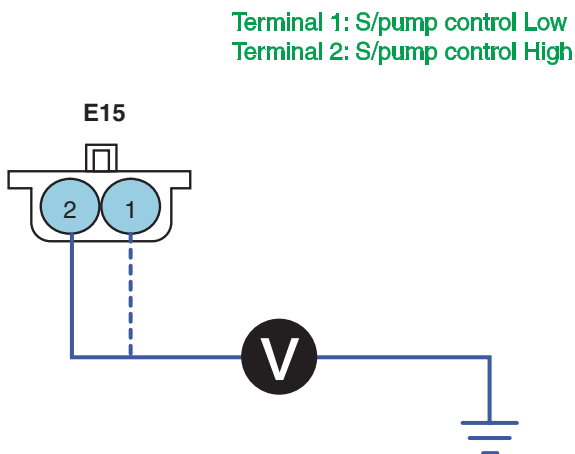 Terminal 1: S/pump control Low
Terminal 2: S/pump control High
E15
2 1
V